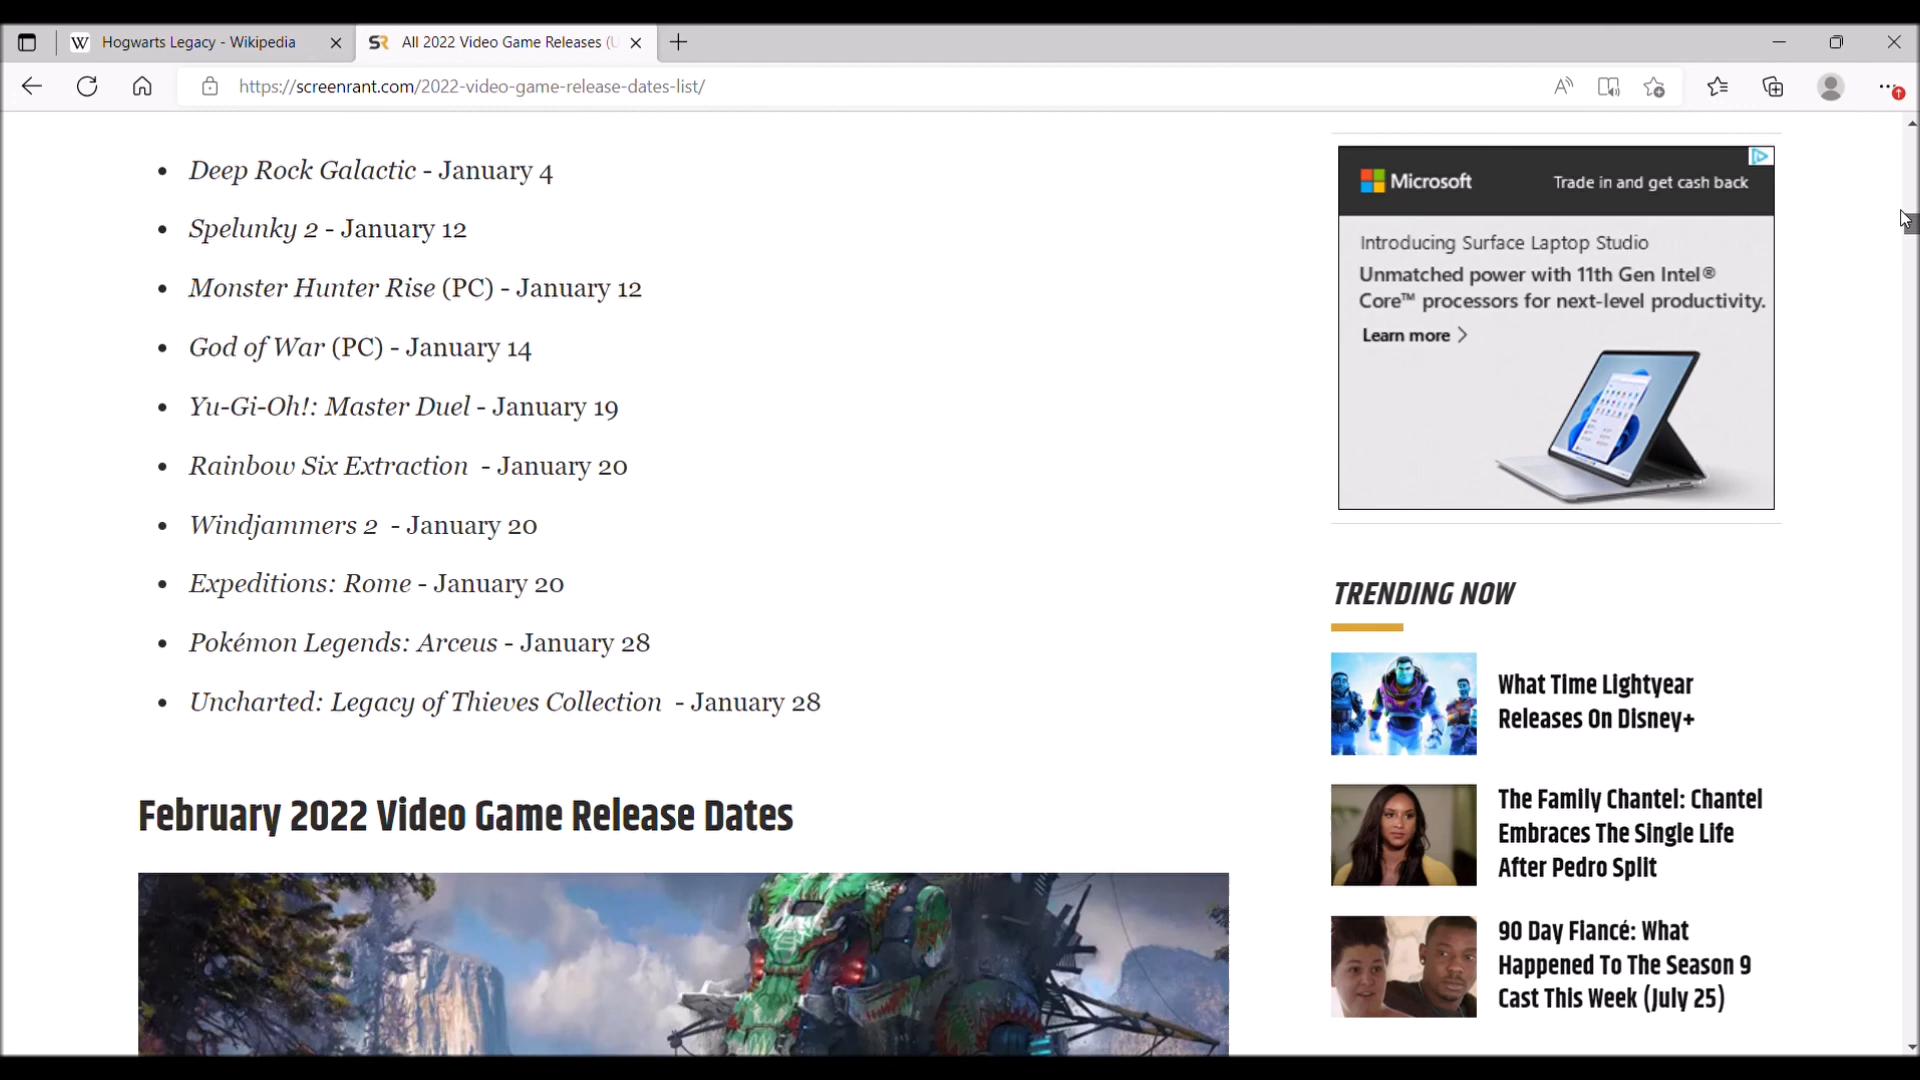 Hogwarts Legacy - Wikipedia
All 2022 Video Game Releases (U
https://screenrant.com/2022-video-game-release-dates-list/
Deep Rock Galactic - January 4
Spelunky 2 - January 12
Monster Hunter Rise (PC) - January 12
God of War (PC) - January 14
Yu-Gi-Oh!: Master Duel - January 19
Rainbow Six Extraction - January 20
Windjammers 2 - January 20
Expeditions: Rome - January 20
Pokémon Legends: Arceus - January 28
Uncharted: Legacy of Thieves Collection - January 28
February 2022 Video Game Release Dates
Microsoft
Trade in and get cash back
Introducing Surface Laptop Studio
Unmatched power with 11th Gen Intel®
Core™ processors for next-level productivity.
Learn more >
TRENDING NOW
What Time Lightyear
Releases On Disney+
The Family Chantel: Chantel
Embraces The Single Life
After Pedro Split
90 Day Fiancé: What
Happened To The Season 9
Cast This Week (July 25)